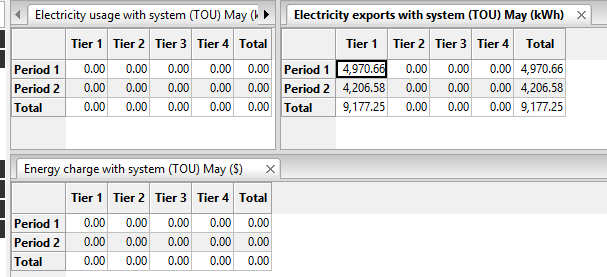 Electricity usage with system (TOU) May (k
Tier 1 Tier 2 Tier 3 Tier 4 Total
Period 1 0.00 0.00 0.00 0.00 0.00
Period 2 0.00 0.00 0.00 0.00 0.00
Total 0.00 0.00 0.00 0.00 0.00
Electricity exports with system (TOU) May (kWh)
Tier 1 Tier 2 Tier 3 Tier 4 Total
Period 1 4,970.66 0.00 0.00 0.00 4,970.66
Period 2 4,206.58 0.00 0.00 0.00 4,206.58
Total 9,177.25 0.00 0.00 0.00 9,177.25
Energy charge with system (TOU) May ($)
Tier 1 Tier 2 Tier 3 Tier 4 Total
Period 1 0.00 0.00 0.00 0.00 0.00
Period 2 0.00 0.00 0.00 0.00 0.00
Total 0.00 0.00 0.00 0.00 0.00